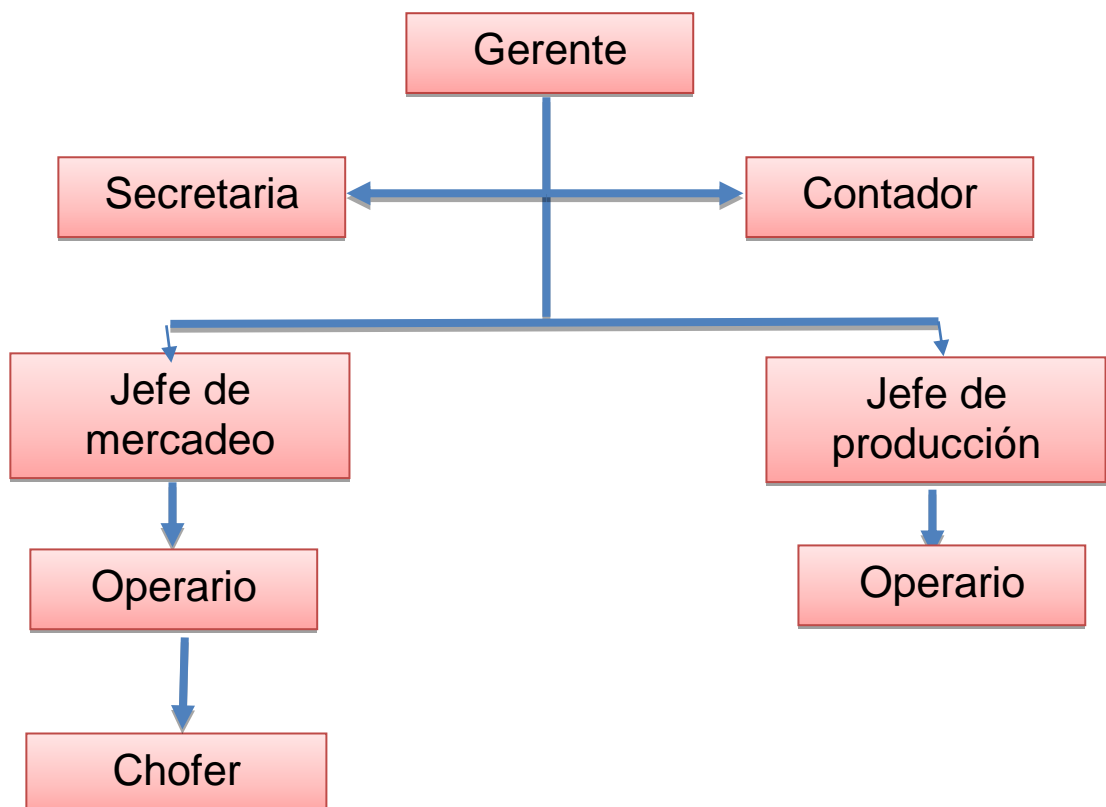 Gerente
Secretaria
Contador
Jefe de
mercadeo
Jefe de
producción
Operario
Operario
Chofer